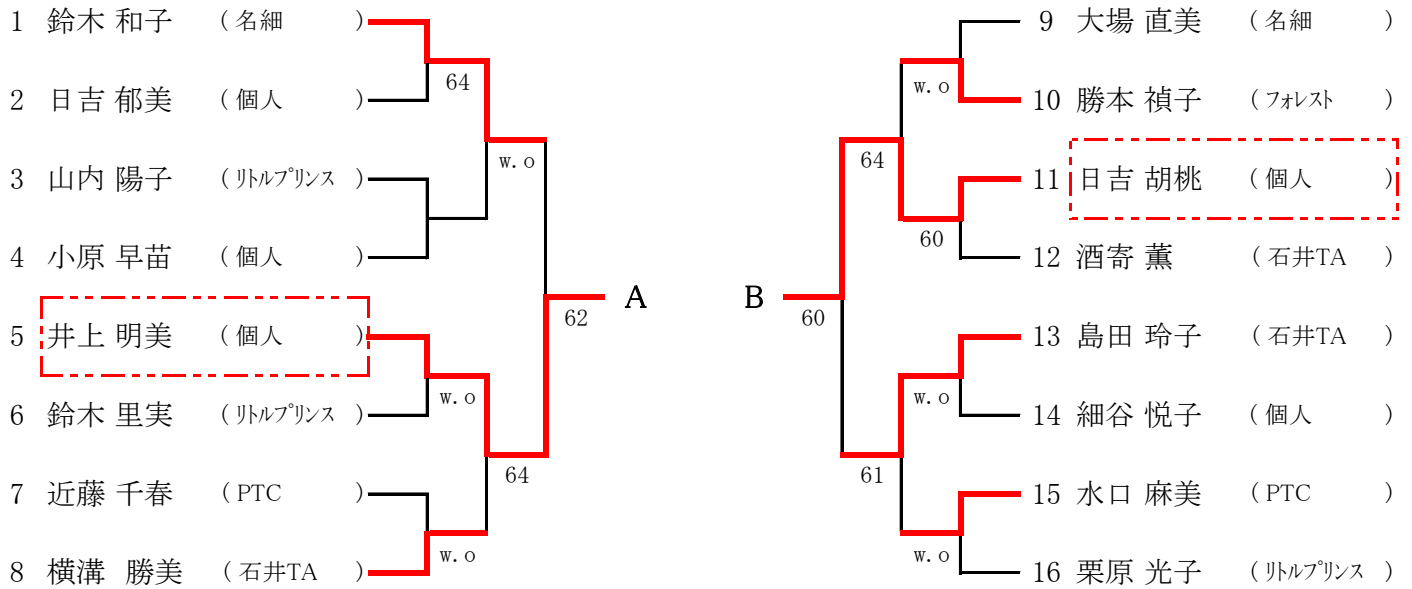 1 鈴木 和子 （ 名細 ）
64
2 日吉 郁美 （ 個人 ）
w.o
3 山内 陽子 （ ﾘﾄﾙﾌﾟﾘﾝｽ ）
4 小原 早苗 （ 個人 ）
62 A
5 井上 明美 （ 個人 ）
w.o
6 鈴木 里実 （ ﾘﾄﾙﾌﾟﾘﾝｽ ）
64
7 近藤 千春 （ PTC ）
w.o
8 横溝 勝美 （ 石井TA ）
9 大場 直美 （ 名細 ）
w.o
10 勝本 禎子 （ ﾌｫﾚｽﾄ ）
64
11 日吉 胡桃 （ 個人 ）
60
12 酒寄 薫 （ 石井TA ）
B 60
13 島田 玲子 （ 石井TA ）
w.o
14 細谷 悦子 （ 個人 ）
61
15 水口 麻美 （ PTC ）
w.o
16 栗原 光子 （ ﾘﾄﾙﾌﾟﾘﾝｽ ）